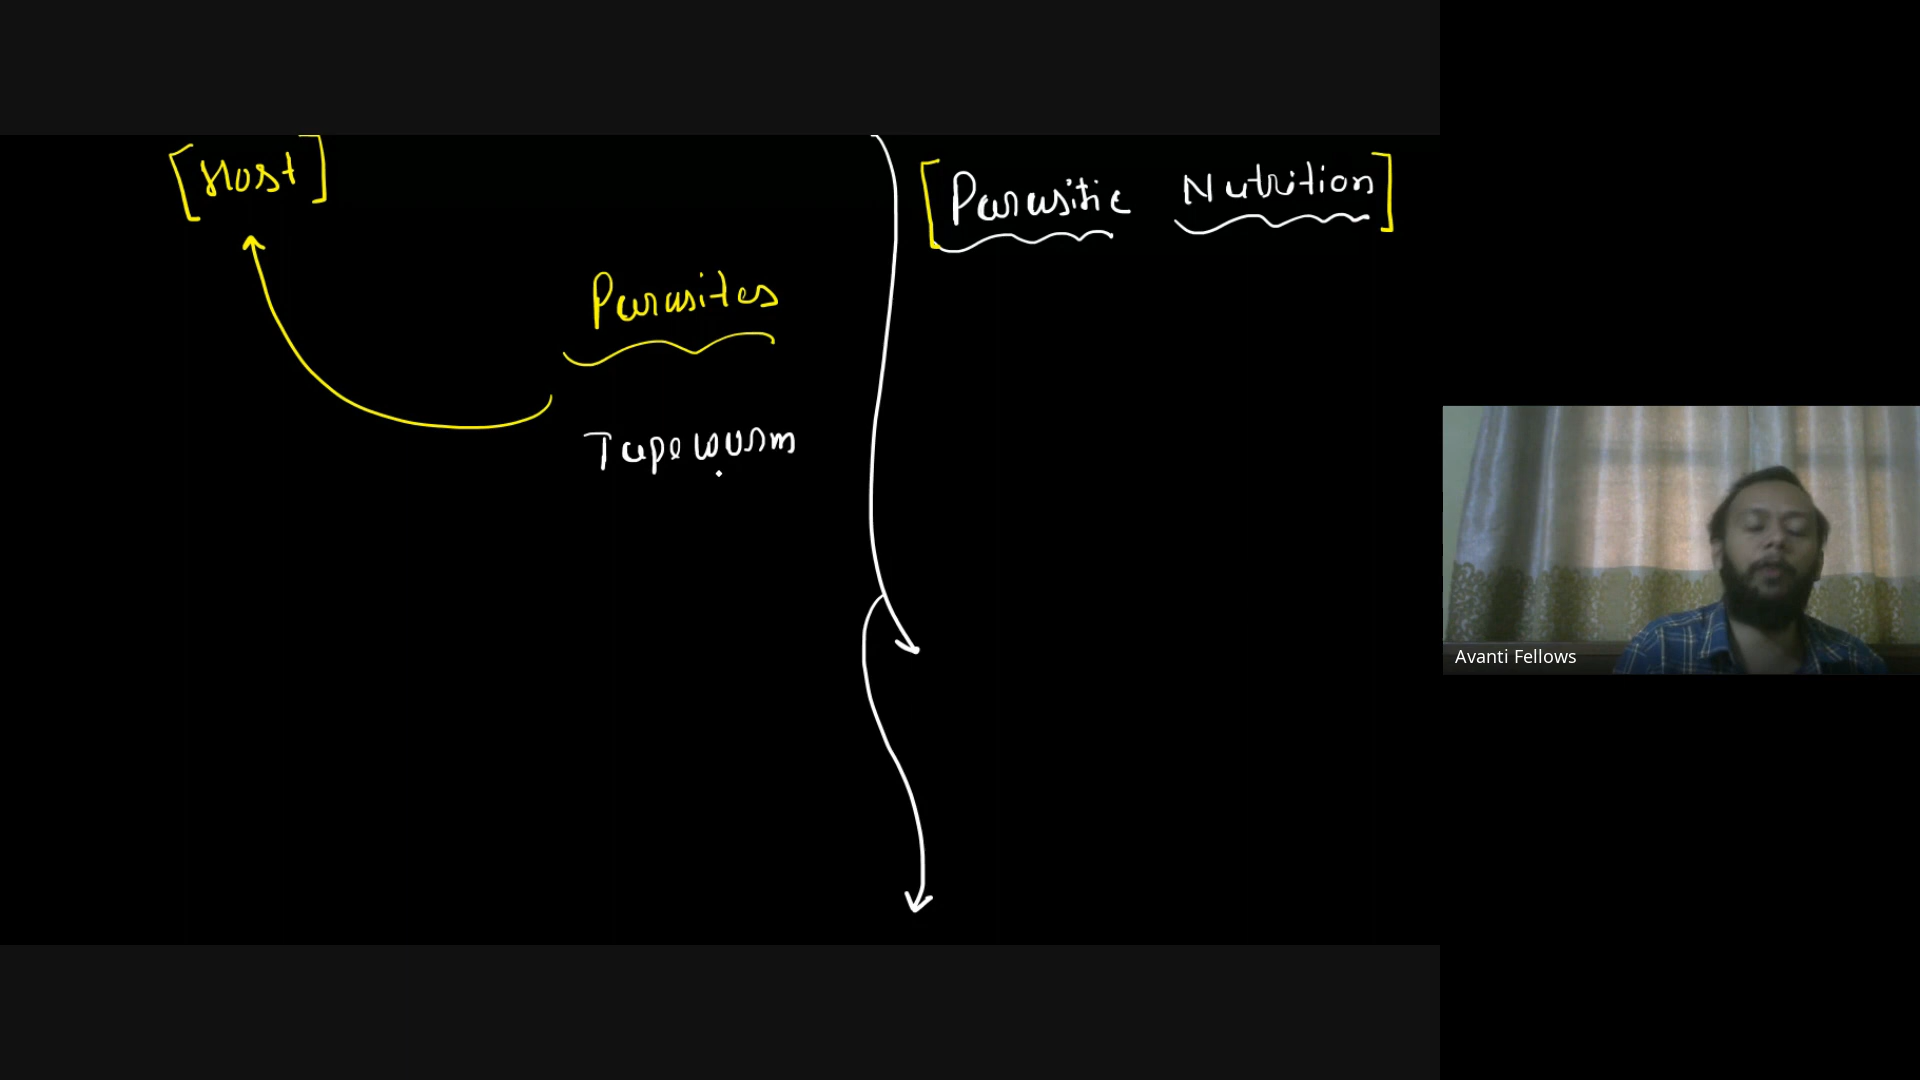 [Host]
[Parasitic Nutrition]
Parasites
Tapeworm
Avanti Fellows